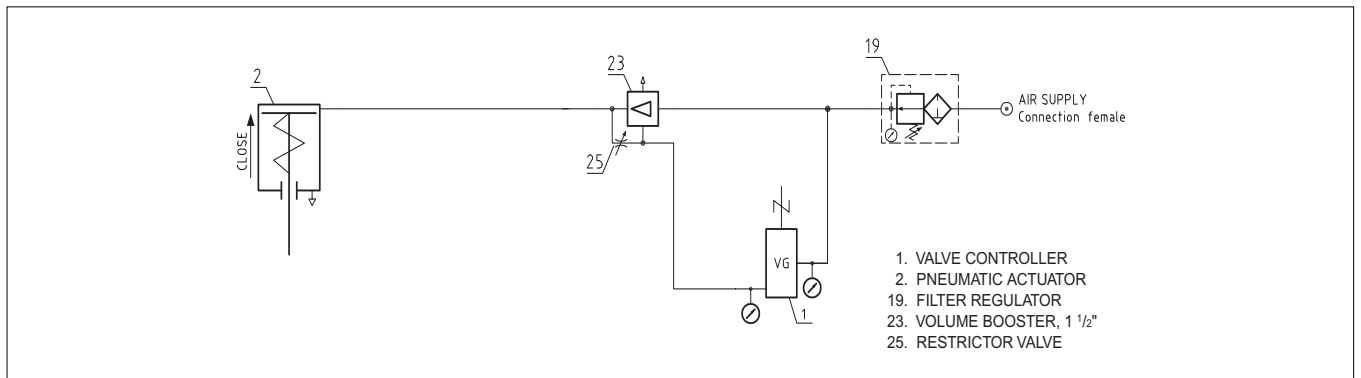 19
23
2
AIR SUPPLY
Connection female
CLOSE
25
VG
1
1. VALVE CONTROLLER
2. PNEUMATIC ACTUATOR
19. FILTER REGULATOR
23. VOLUME BOOSTER, 1 1/2"
25. RESTRICTOR VALVE